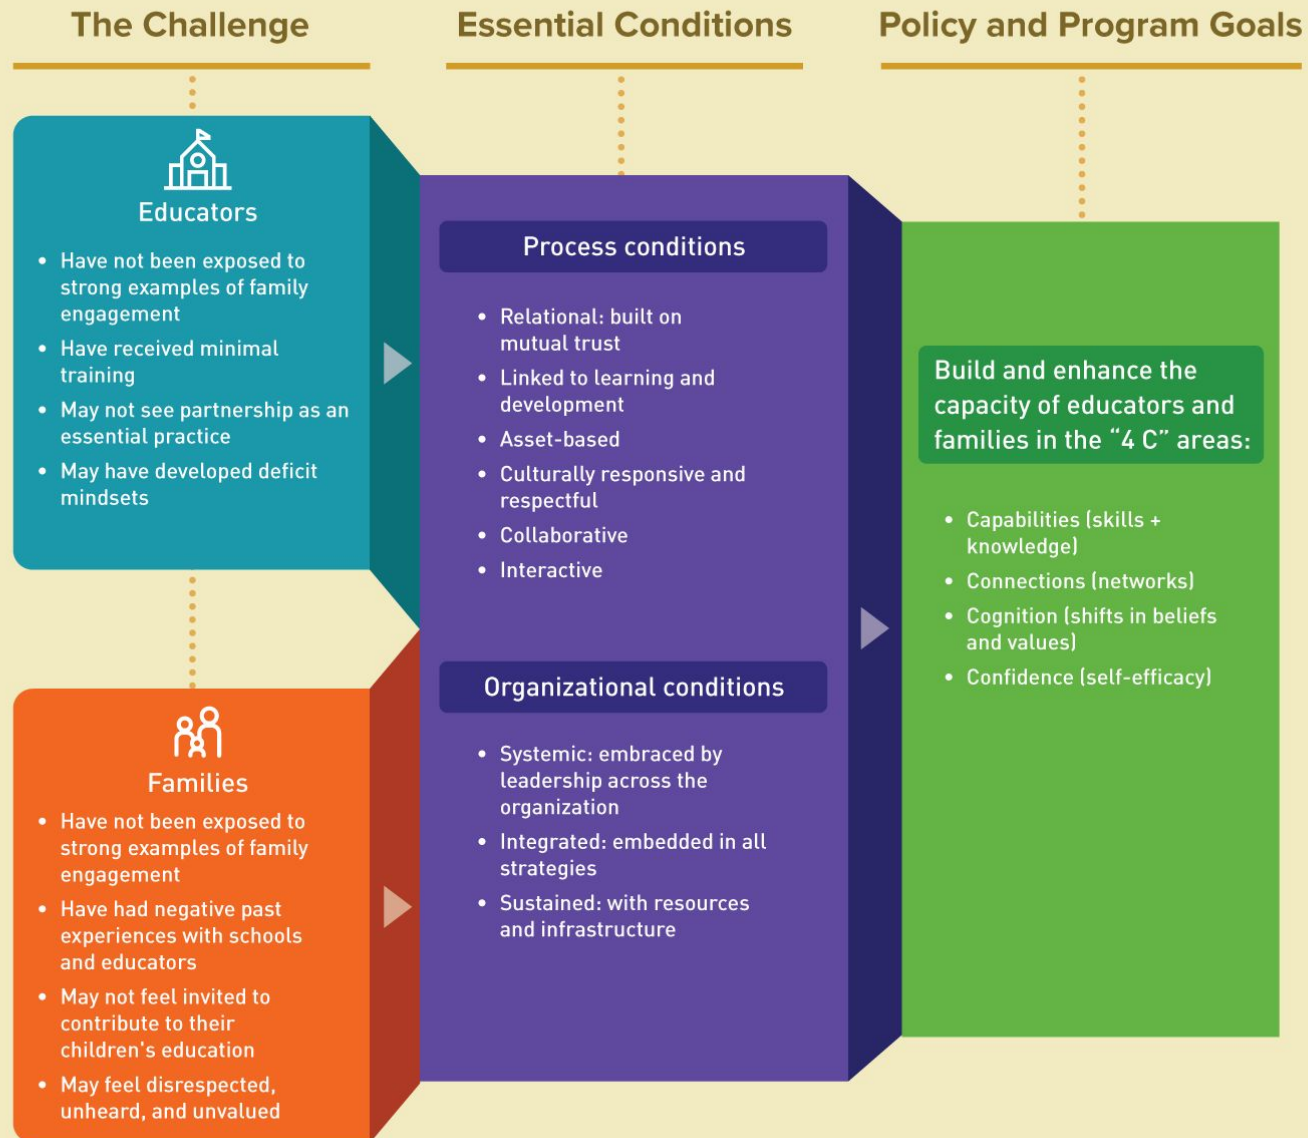 The Challenge
Essential Conditions
Policy and Program Goals
Educators
• Have not been exposed to
strong examples of family
engagement
• Have received minimal
training
• May not see partnership as an
essential practice
• May have developed deficit
mindsets
Families
• Have not been exposed to
strong examples of family
engagement
• Have had negative past
experiences with schools
and educators
• May not feel invited to
contribute to their
children's education
• May feel disrespected,
unheard, and unvalued
Process conditions
• Relational: built on
mutual trust
• Linked to learning and
development
• Asset-based
• Culturally responsive and
respectful
• Collaborative
• Interactive
Organizational conditions
• Systemic: embraced by
leadership across the
organization
• Integrated: embedded in all
strategies
• Sustained: with resources
and infrastructure
Build and enhance the
capacity of educators and
families in the “4 C” areas:
• Capabilities (skills +
knowledge)
• Connections (networks)
• Cognition (shifts in beliefs
and values)
• Confidence (self-efficacy)